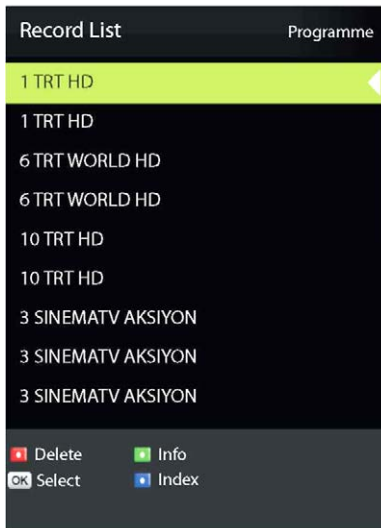 Record List Programme
1 TRT HD
1 TRT HD
6 TRT WORLD HD
6 TRT WORLD HD
10 TRT HD
10 TRT HD
3 SINEMATV AKSIYON
3 SINEMATV AKSIYON
3 SINEMATV AKSIYON
Delete Info
OK Select Index